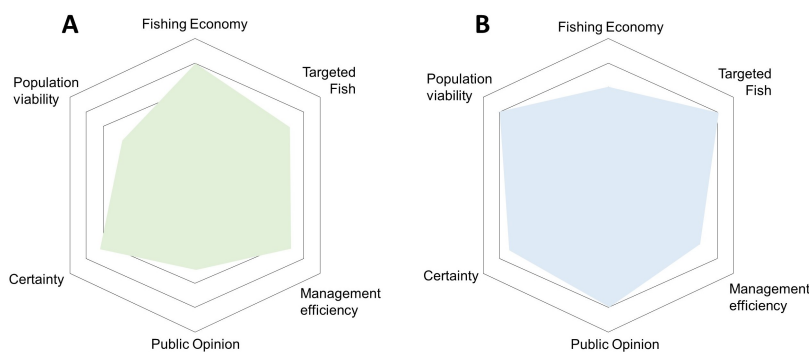 A
Fishing Economy
Targeted
Fish
Population
viability
Certainty
Management
efficiency
Public Opinion
B
Fishing Economy
Targeted
Fish
Population
viability
Certainty
Management
efficiency
Public Opinion